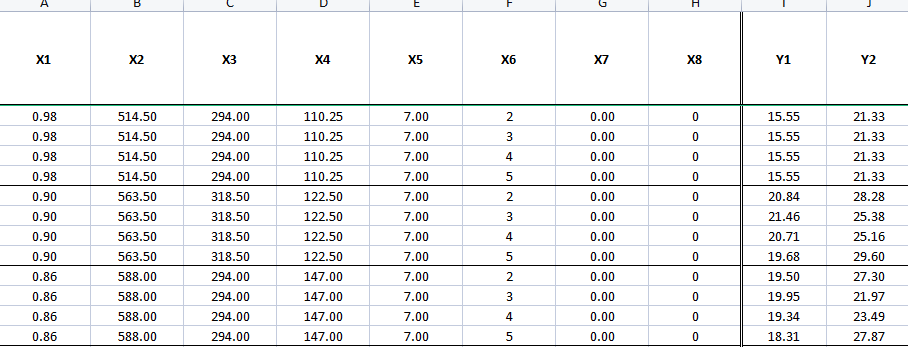 A B C D E F G H I J
X1 X2 X3 X4 X5 X6 X7 X8 Y1 Y2
0.98 514.50 294.00 110.25 7.00 2 0.00 0 15.55 21.33
0.98 514.50 294.00 110.25 7.00 3 0.00 0 15.55 21.33
0.98 514.50 294.00 110.25 7.00 4 0.00 0 15.55 21.33
0.98 514.50 294.00 110.25 7.00 5 0.00 0 15.55 21.33
0.90 563.50 318.50 122.50 7.00 2 0.00 0 20.84 28.28
0.90 563.50 318.50 122.50 7.00 3 0.00 0 21.46 25.38
0.90 563.50 318.50 122.50 7.00 4 0.00 0 20.71 25.16
0.90 563.50 318.50 122.50 7.00 5 0.00 0 19.68 29.60
0.86 588.00 294.00 147.00 7.00 2 0.00 0 19.50 27.30
0.86 588.00 294.00 147.00 7.00 3 0.00 0 19.95 21.97
0.86 588.00 294.00 147.00 7.00 4 0.00 0 19.34 23.49
0.86 588.00 294.00 147.00 7.00 5 0.00 0 18.31 27.87